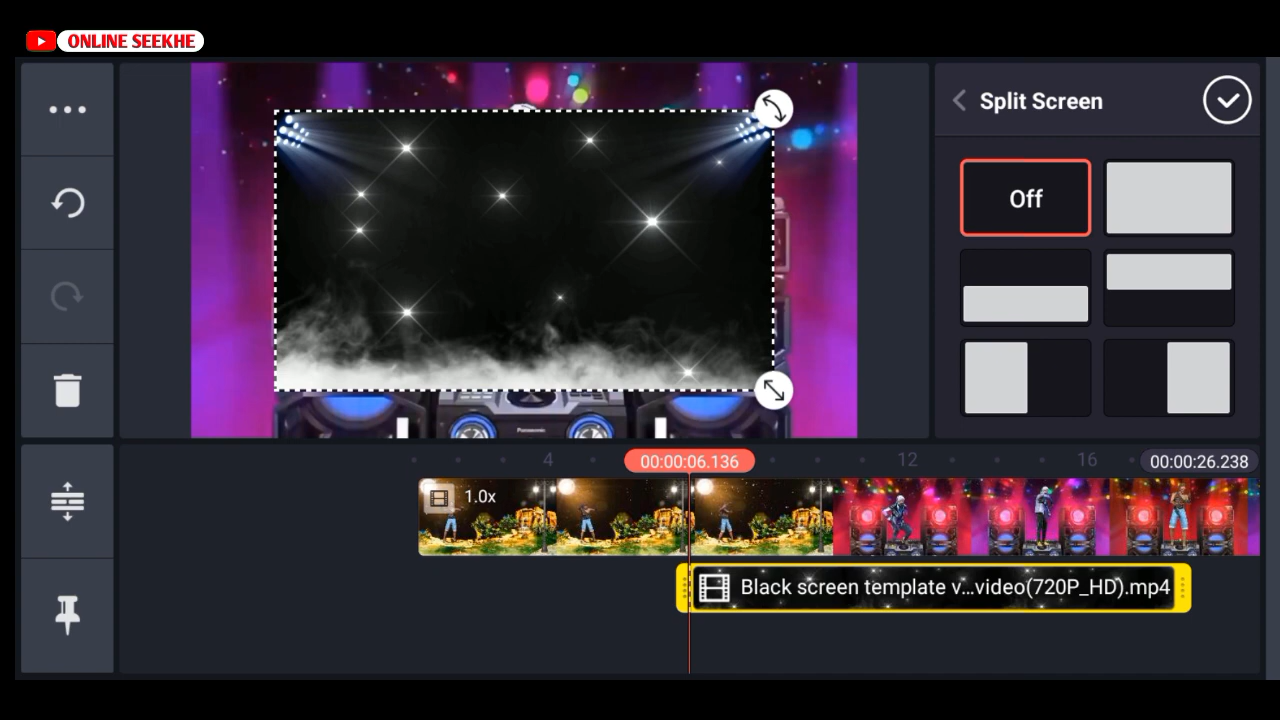 ONLINE SEEKHE
Split Screen
Off
Panasonic
4
00:00:06.136
12
16
00:00:26.238
1.0x
Black screen template v...video(720P_HD).mp4